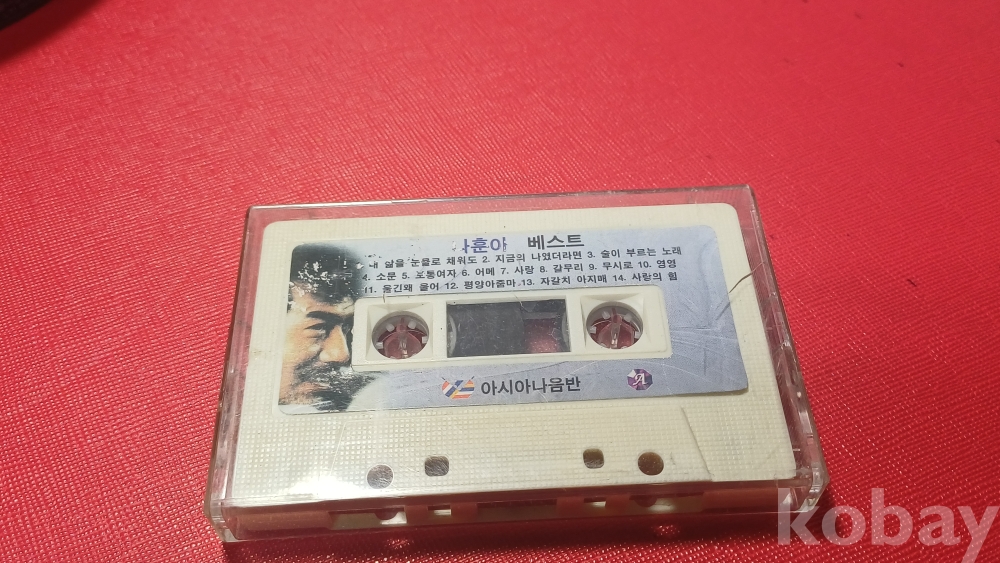 나훈아 베스트
내 삶을 눈물로 채워도 2. 지금의 나였더라면 3. 술이 부르는 노래
4. 소문 5. 보통여자 6. 어메 7. 사랑 8. 갈무리 9. 무시로 10. 영영
11. 울긴왜 울어 12. 평양아줌마 13. 자갈치 아지매 14. 사랑의 힘
아시아나음반
A
kobay